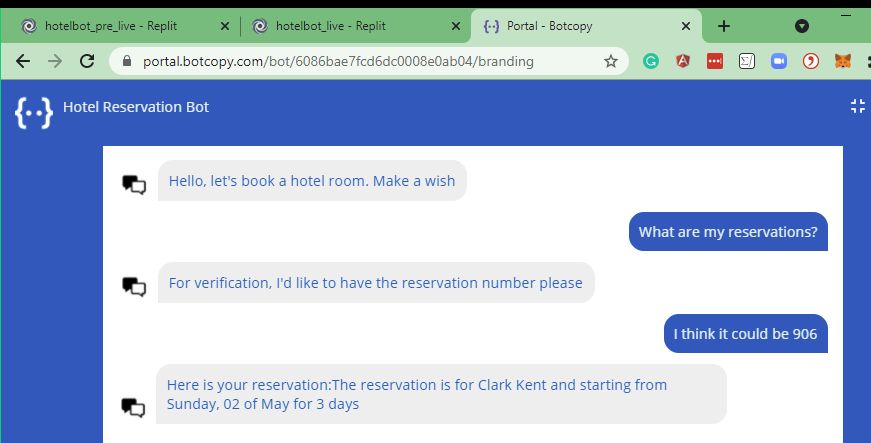 hotelbot_pre_live - Replit
hotelbot_live - Replit
Portal - Botcopy
portal.botcopy.com/bot/6086bae7fcd6dc0008e0ab04/branding
Hotel Reservation Bot
Hello, let's book a hotel room. Make a wish
What are my reservations?
For verification, I'd like to have the reservation number please
I think it could be 906
Here is your reservation:The reservation is for Clark Kent and starting from
Sunday, 02 of May for 3 days